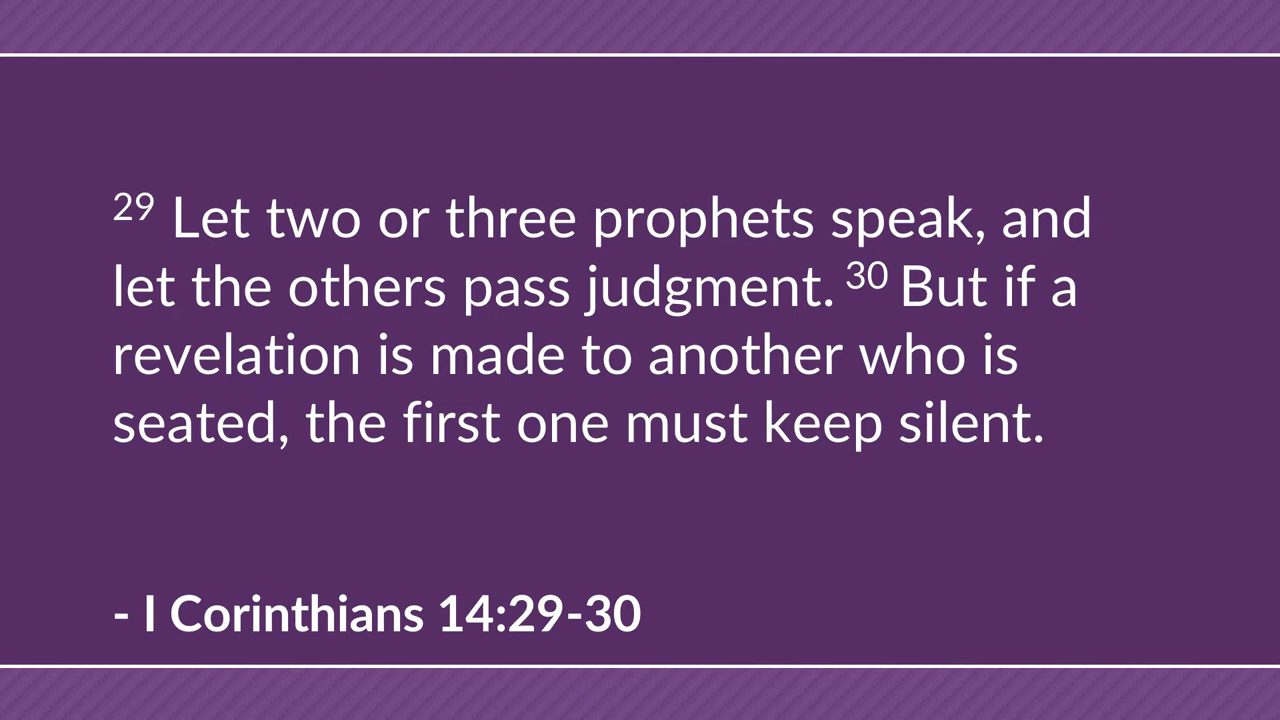 29 Let two or three prophets speak, and
let the others pass judgment. 30 But if a
revelation is made to another who is
seated, the first one must keep silent.
- I Corinthians 14:29-30